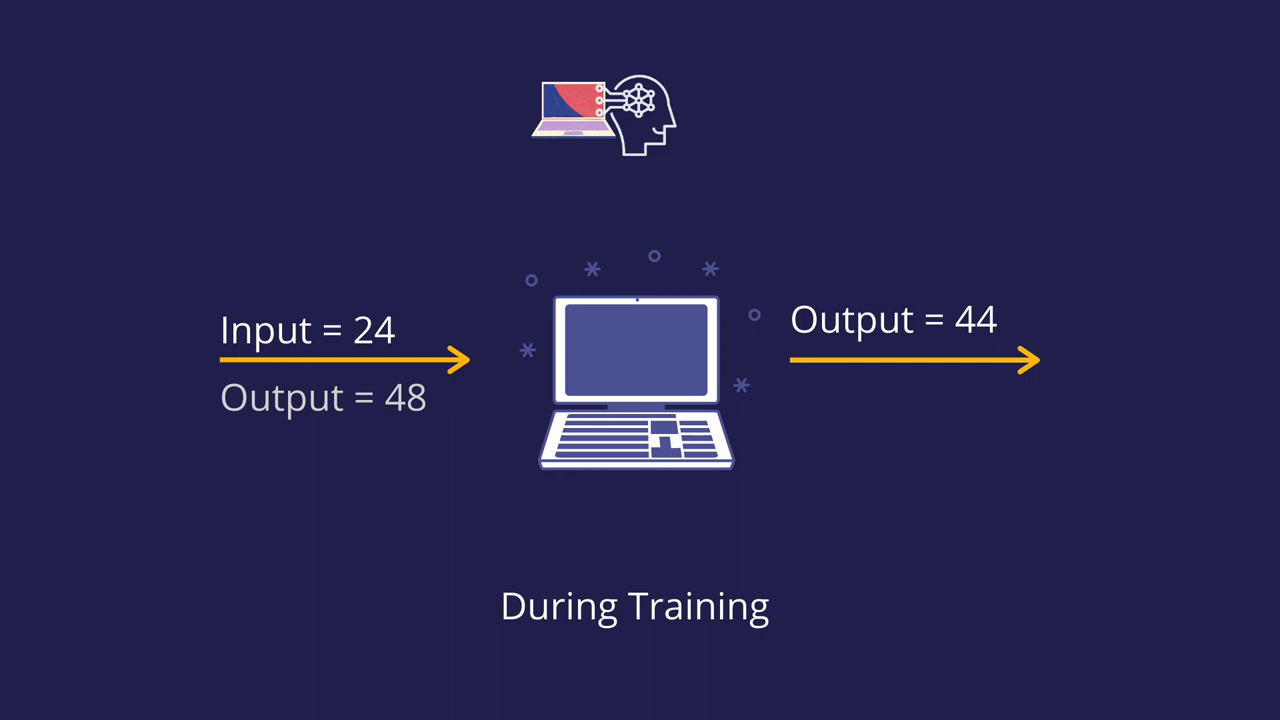 Input = 24
Output = 48
Output = 44
During Training